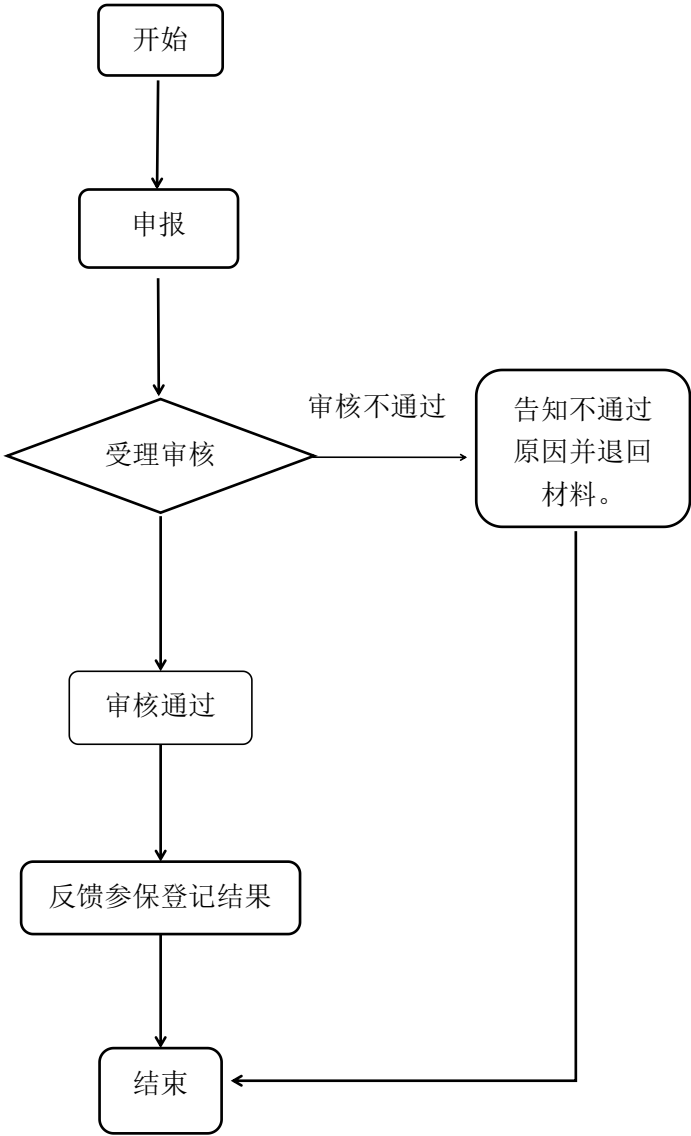 开始
申报
审核不通过
告知不通过
原因并退回
材料。
受理审核
审核通过
反馈参保登记结果
结束